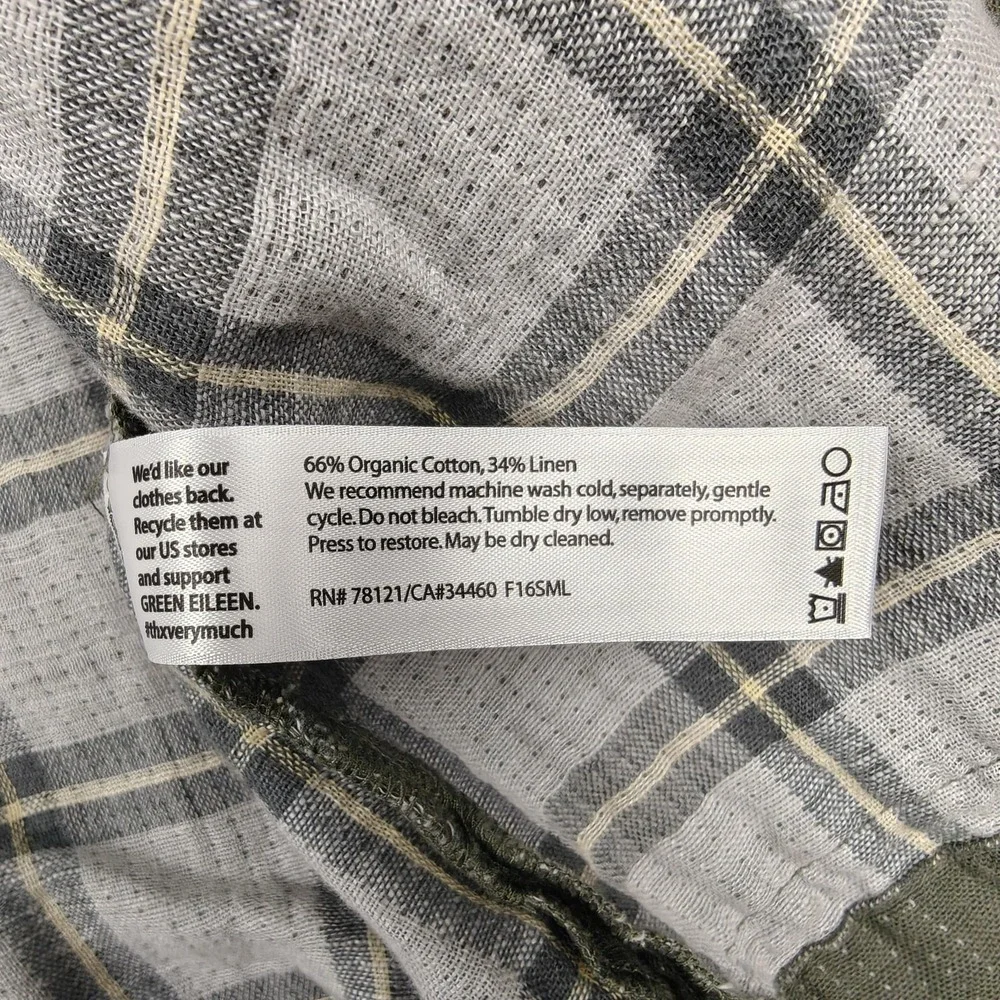 We'd like our
clothes back.
Recycle them at
our US stores
and support
GREEN EILEEN.
#thxverymuch
66% Organic Cotton, 34% Linen
We recommend machine wash cold, separately, gentle
cycle. Do not bleach. Tumble dry low, remove promptly.
Press to restore. May be dry cleaned.
RN# 78121/CA#34460 F16SML